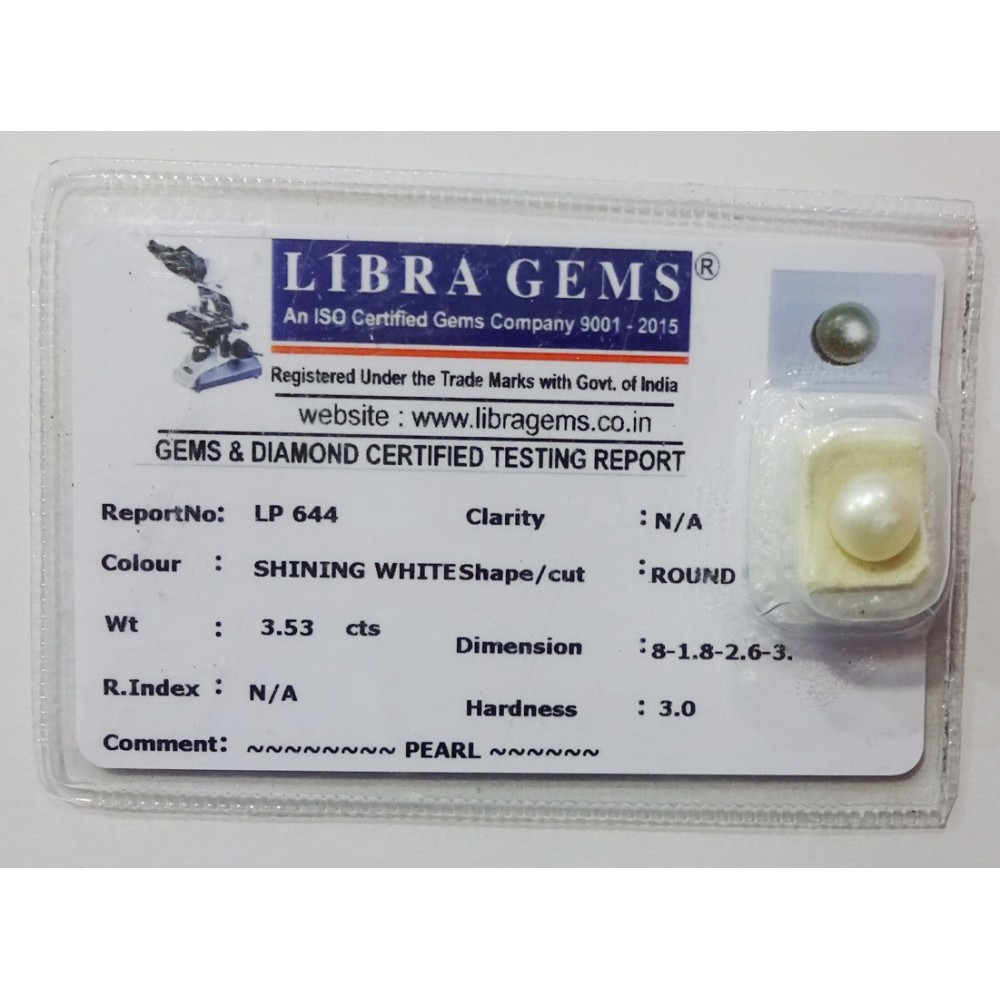 LIBRA GEMS ®
An ISO Certified Gems Company 9001 - 2015
Registered Under the Trade Marks with Govt. of India
website : www.libragems.co.in
GEMS & DIAMOND CERTIFIED TESTING REPORT
ReportNo: LP 644 Clarity : N/A
Colour : SHINING WHITE Shape/cut : ROUND
Wt : 3.53 cts Dimension : 8-1.8-2.6-3.
R.Index : N/A Hardness : 3.0
Comment: ~~~~~~~~ PEARL ~~~~~~